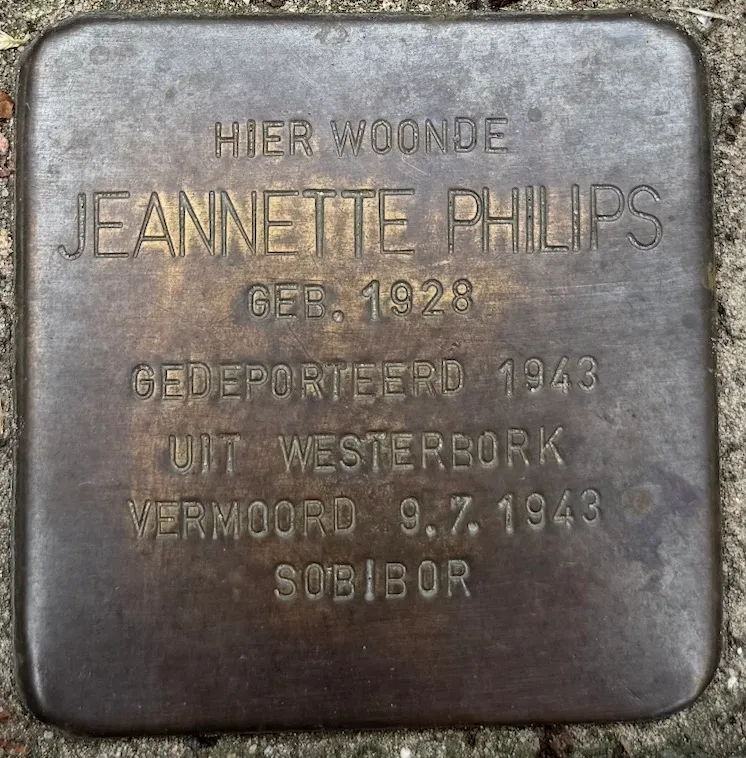 HIER WOONDE
JEANNETTE PHILIPS
GEB. 1928
GEDEPORTEERD 1943
UIT WESTERBORK
VERMOORD 9.7.1943
SOBIBOR